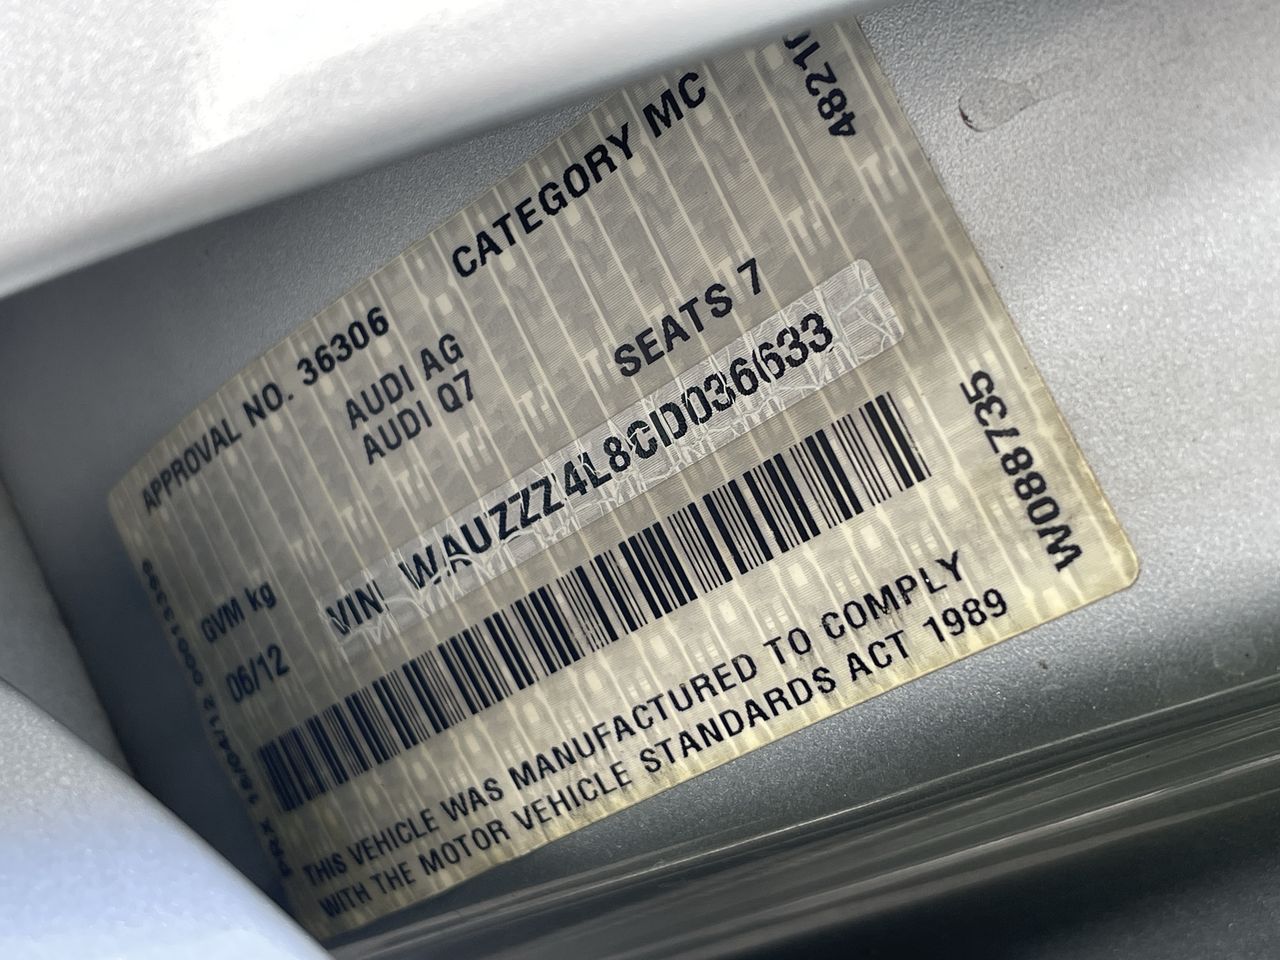 APPROVAL NO. 36306
CATEGORY MC
AUDI AG
AUDI Q7
SEATS 7
GVM kg
VIN WAUZZZ4L8CD036633
06/12
THIS VEHICLE WAS MANUFACTURED TO COMPLY
WITH THE MOTOR VEHICLE STANDARDS ACT 1989
W088735